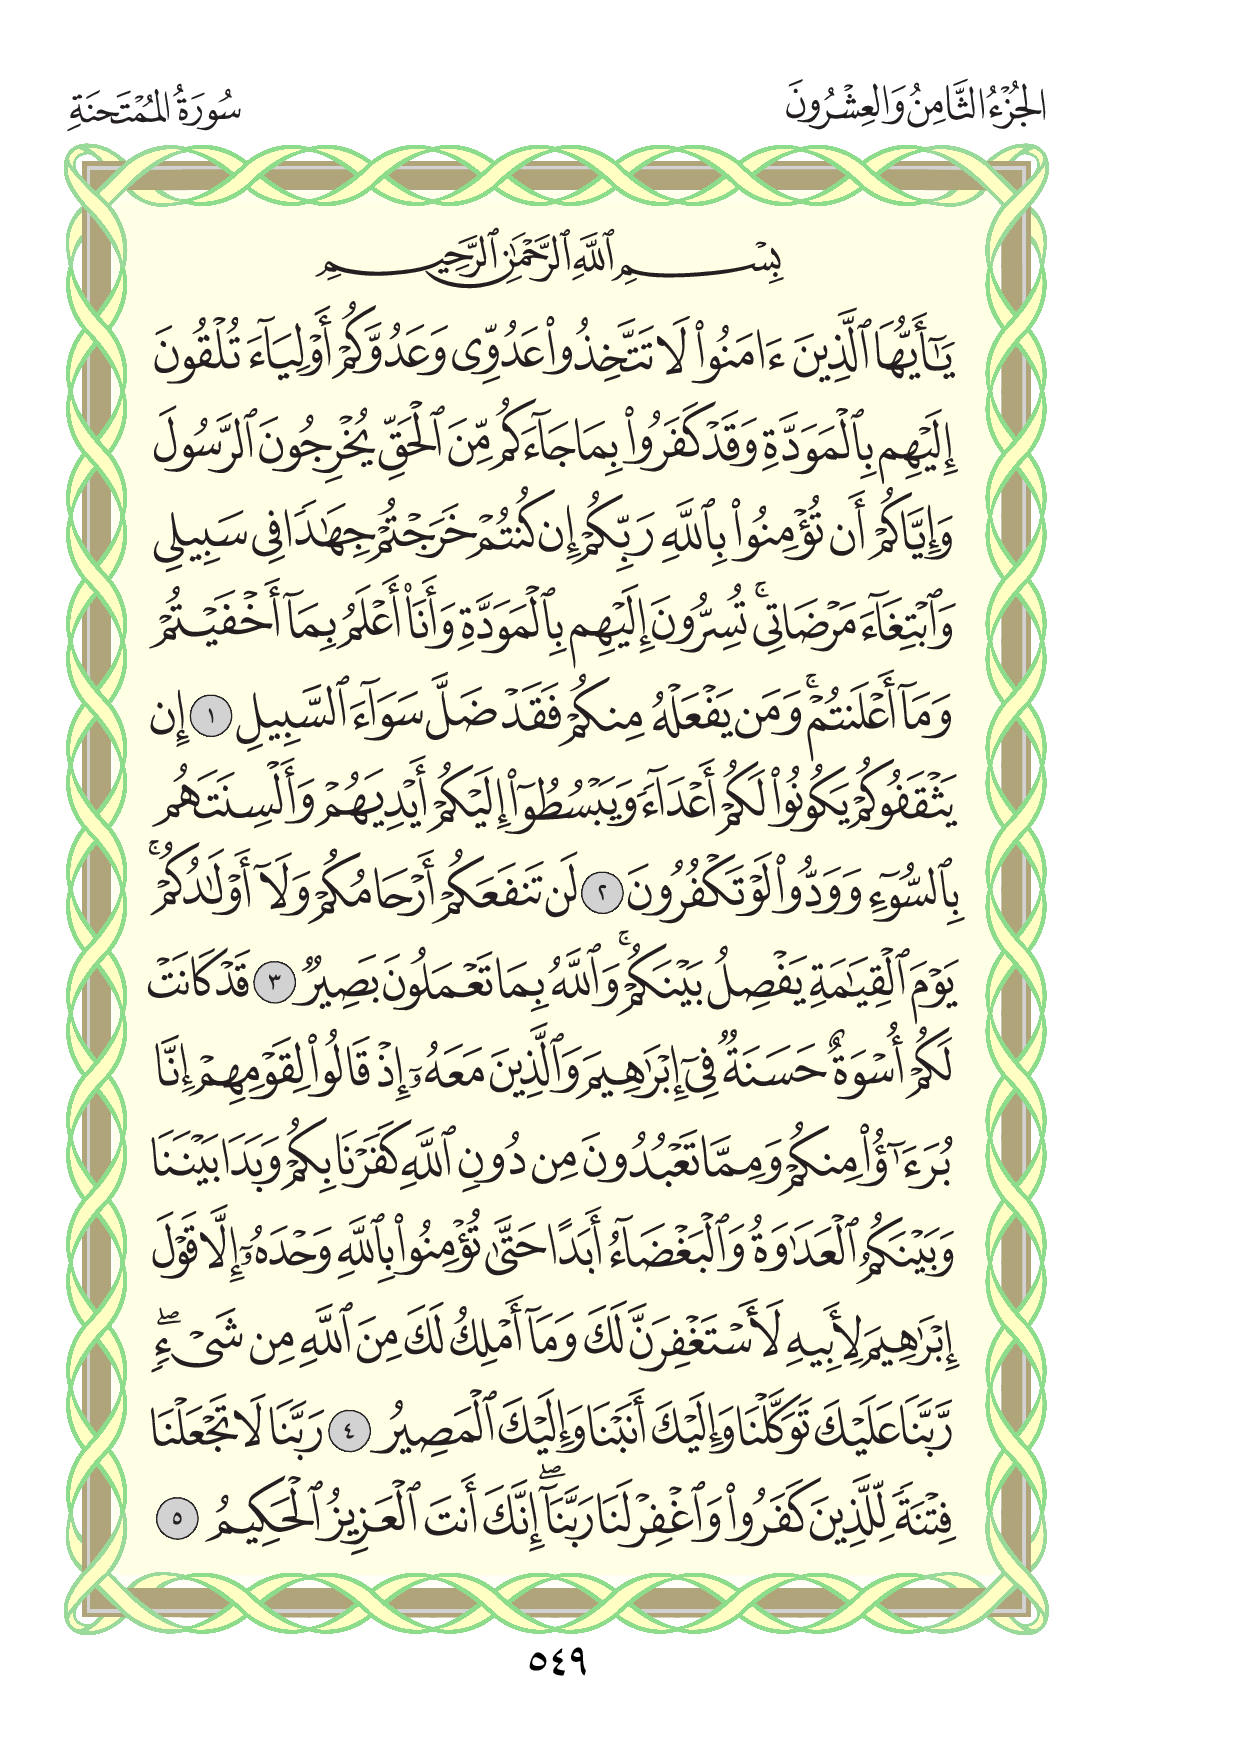 الجُزْءُ الثَّامِنُ وَالعِشْرُونَ
سُورَةُ المُمْتَحنَةِ
بِسْمِ ٱللَّهِ ٱلرَّحْمَٰنِ ٱلرَّحِيمِ
يَٰٓأَيُّهَا ٱلَّذِينَ ءَامَنُوا۟ لَا تَتَّخِذُوا۟ عَدُوِّى وَعَدُوَّكُمْ أَوْلِيَآءَ تُلْقُونَ
إِلَيْهِم بِٱلْمَوَدَّةِ وَقَدْ كَفَرُوا۟ بِمَا جَآءَكُم مِّنَ ٱلْحَقِّ يُخْرِجُونَ ٱلرَّسُولَ
وَإِيَّاكُمْ أَن تُؤْمِنُوا۟ بِٱللَّهِ رَبِّكُمْ إِن كُنتُمْ خَرَجْتُمْ جِهَٰدًا فِى سَبِيلِى
وَٱبْتِغَآءَ مَرْضَاتِى ۚ تُسِرُّونَ إِلَيْهِم بِٱلْمَوَدَّةِ وَأَنَا۠ أَعْلَمُ بِمَآ أَخْفَيْتُمْ
وَمَآ أَعْلَنتُمْ ۚ وَمَن يَفْعَلْهُ مِنكُمْ فَقَدْ ضَلَّ سَوَآءَ ٱلسَّبِيلِ ١ إِن
يَثْقَفُوكُمْ يَكُونُوا۟ لَكُمْ أَعْدَآءً وَيَبْسُطُوٓا۟ إِلَيْكُمْ أَيْدِيَهُمْ وَأَلْسِنَتَهُم
بِٱلسُّوٓءِ وَوَدُّوا۟ لَوْ تَكْفُرُونَ ٢ لَن تَنفَعَكُمْ أَرْحَامُكُمْ وَلَآ أَوْلَٰدُكُمْ ۚ
يَوْمَ ٱلْقِيَٰمَةِ يَفْصِلُ بَيْنَكُمْ ۚ وَٱللَّهُ بِمَا تَعْمَلُونَ بَصِيرٌ ٣ قَدْ كَانَتْ
لَكُمْ أُسْوَةٌ حَسَنَةٌ فِىٓ إِبْرَٰهِيمَ وَٱلَّذِينَ مَعَهُۥٓ إِذْ قَالُوا۟ لِقَوْمِهِمْ إِنَّا
بُرَءَٰٓؤُا۟ مِنكُمْ وَمِمَّا تَعْبُدُونَ مِن دُونِ ٱللَّهِ كَفَرْنَا بِكُمْ وَبَدَا بَيْنَنَا
وَبَيْنَكُمُ ٱلْعَدَٰوَةُ وَٱلْبَغْضَآءُ أَبَدًا حَتَّىٰ تُؤْمِنُوا۟ بِٱللَّهِ وَحْدَهُۥٓ إِلَّا قَوْلَ
إِبْرَٰهِيمَ لِأَبِيهِ لَأَسْتَغْفِرَنَّ لَكَ وَمَآ أَمْلِكُ لَكَ مِنَ ٱللَّهِ مِن شَىْءٍ ۖ
رَّبَّنَا عَلَيْكَ تَوَكَّلْنَا وَإِلَيْكَ أَنَبْنَا وَإِلَيْكَ ٱلْمَصِيرُ ٤ رَبَّنَا لَا تَجْعَلْنَا
فِتْنَةً لِّلَّذِينَ كَفَرُوا۟ وَٱغْفِرْ لَنَا رَبَّنَآ ۖ إِنَّكَ أَنتَ ٱلْعَزِيزُ ٱلْحَكِيمُ ٥
٥٤٩